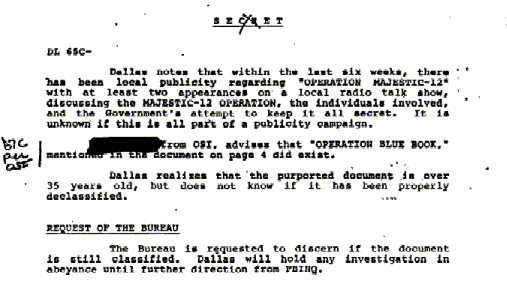 SECRET
DL 65C-
Dallas notes that within the last six weeks, there
has been local publicity regarding "OPERATION MAJESTIC-12"
with at least two appearances on a local radio talk show,
discussing the MAJESTIC-12 OPERATION, the individuals involved,
and the Government's attempt to keep it all secret. It is
unknown if this is all part of a publicity campaign.
from OSI, advises that "OPERATION BLUE BOOK,"
mentioned in the document on page 4 did exist.
b7C
per
Dallas realizes that the purported document is over
35 years old, but does not know if it has been properly
declassified.
REQUEST OF THE BUREAU
The Bureau is requested to discern if the document
is still classified. Dallas will hold any investigation in
abeyance until further direction from FBIHQ.